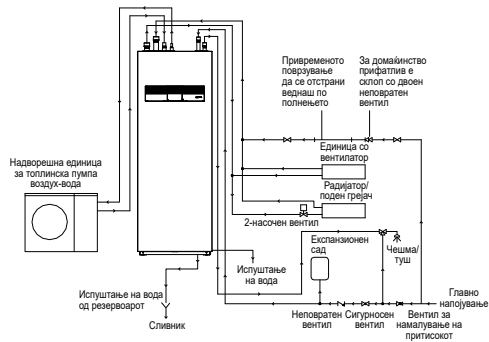 Привременото
поврзување
да се отстрани
веднаш по
полнењето
За домаќинство
прифатлив е
склоп со двоен
неповратен
вентил
Единица со
вентилатор
Надворешна единица
за топлинска пумпа
воздух-вода
Радијатор/
поден грејач
2-насочен вентил
Експанзионен
сад
Чешма/
туш
Испуштање
на вода
Испуштање на вода
од резервоарот
Сливник
Неповратен
вентил
Сигурносен
вентил
Главно
напојување
Вентил за
намалување на
притисокот